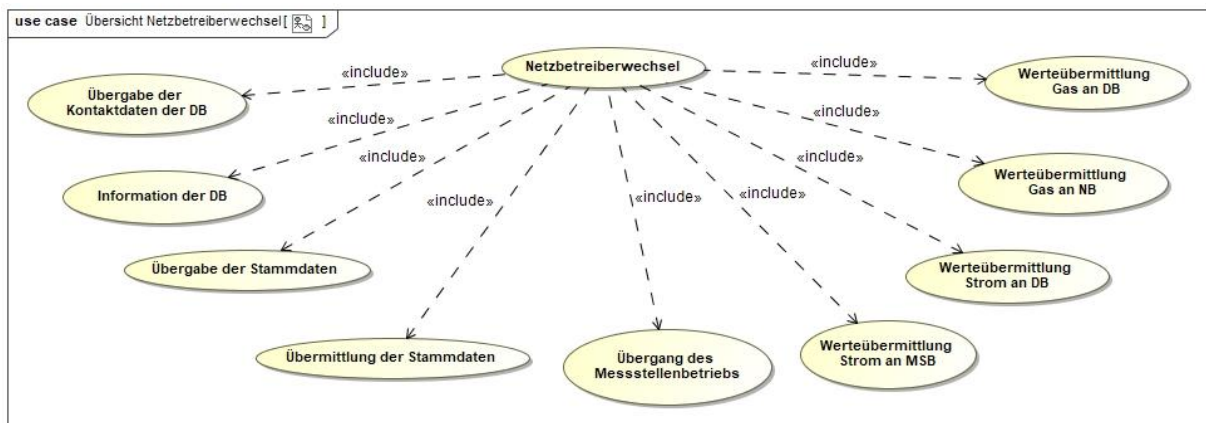 use case Übersicht Netzbetreiberwechsel[ ]
Netzbetreiberwechsel
«include»
«include»
«include»
«include»
«include»
«include»
«include»
«include»
«include»
Übergabe der
Kontaktdaten der DB
Information der DB
Übergabe der Stammdaten
Übermittlung der Stammdaten
Übergang des
Messstellenbetriebs
Werteübermittlung
Strom an MSB
Werteübermittlung
Strom an DB
Werteübermittlung
Gas an NB
Werteübermittlung
Gas an DB